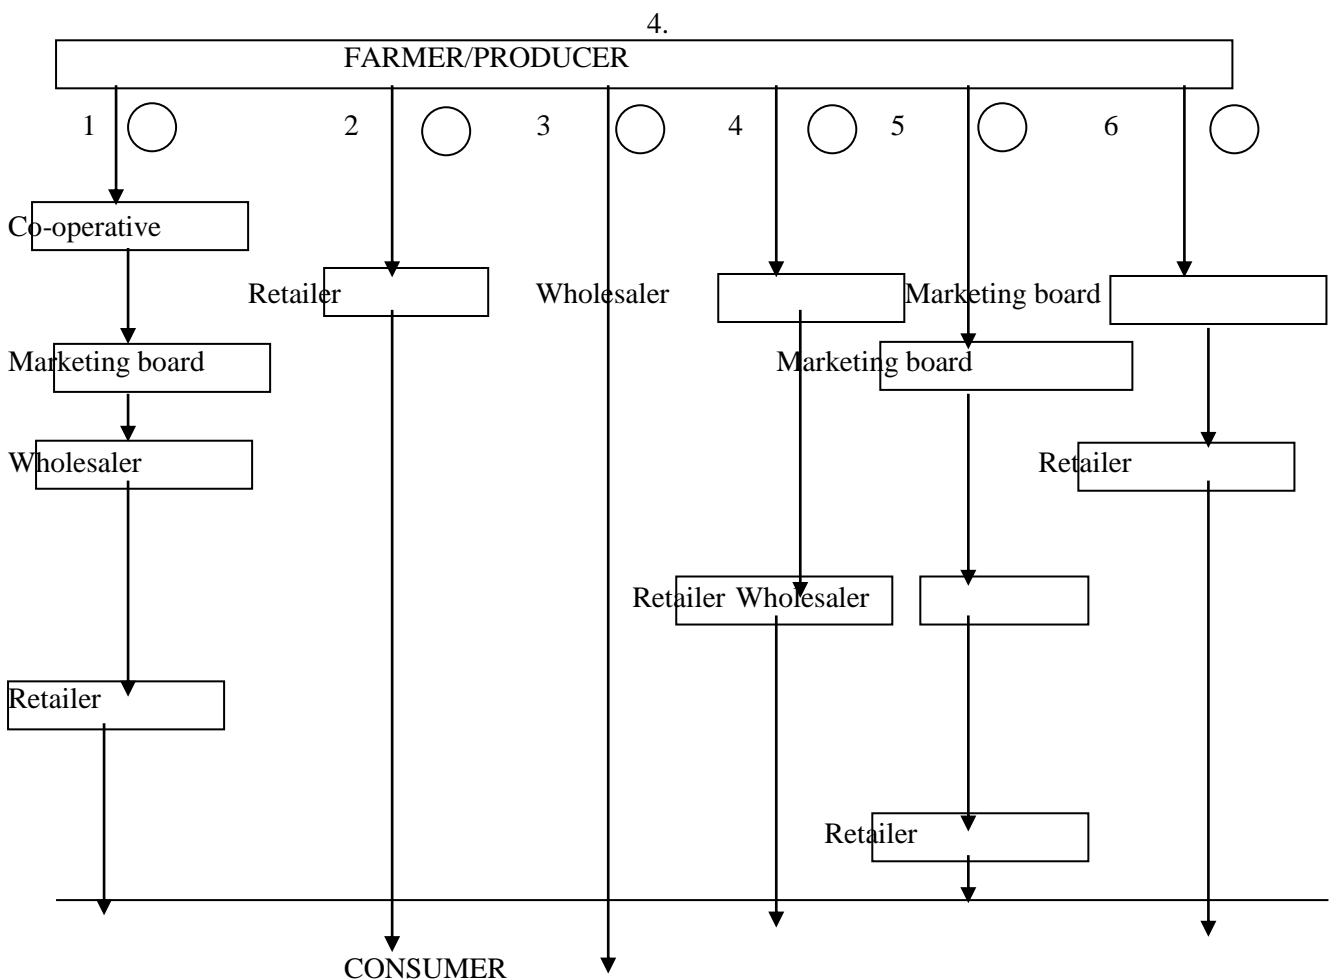 4.
FARMER/PRODUCER
1 2 3 4 5 6
Co-operative
Retailer Wholesaler Marketing board
Marketing board Marketing board
Wholesaler Retailer
Retailer Wholesaler
Retailer
Retailer
CONSUMER